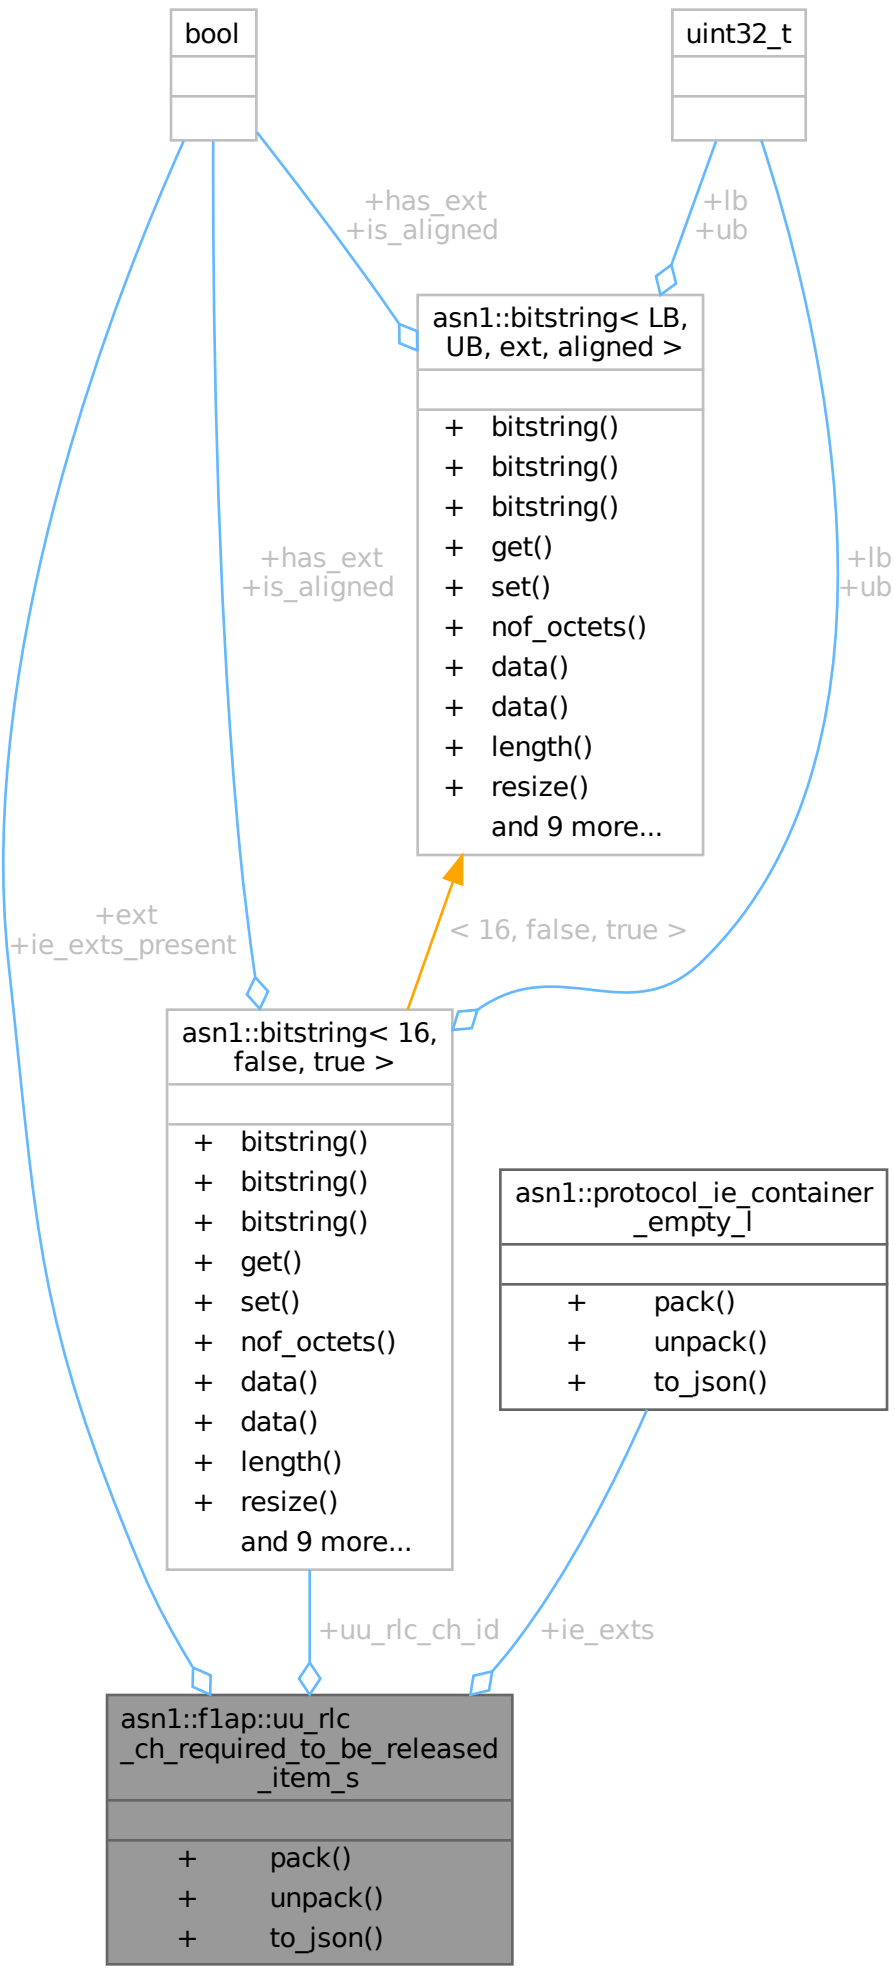 bool
uint32_t
+has_ext
+is_aligned
+lb
+ub
asn1::bitstring< LB,
UB, ext, aligned >
+ bitstring()
+ bitstring()
+ bitstring()
+ get()
+ set()
+ nof_octets()
+ data()
+ data()
+ length()
+ resize()
and 9 more...
+has_ext
+is_aligned
+lb
+ub
+ext
+ie_exts_present
< 16, false, true >
asn1::bitstring< 16,
false, true >
+ bitstring()
+ bitstring()
+ bitstring()
+ get()
+ set()
+ nof_octets()
+ data()
+ data()
+ length()
+ resize()
and 9 more...
asn1::protocol_ie_container
_empty_l
+ pack()
+ unpack()
+ to_json()
+uu_rlc_ch_id
+ie_exts
asn1::f1ap::uu_rlc
_ch_required_to_be_released
_item_s
+ pack()
+ unpack()
+ to_json()